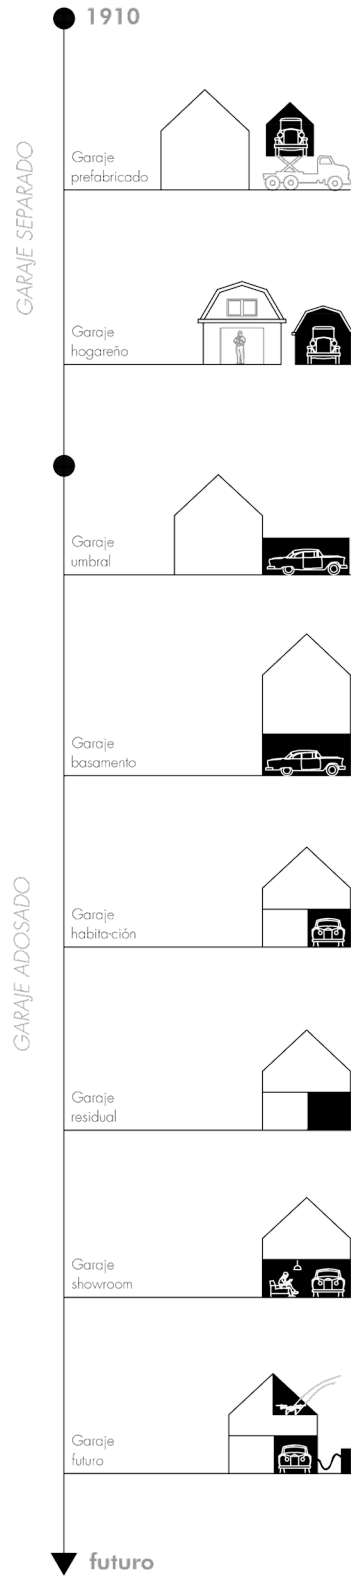 1910
GARAJE SEPARADO
Garaje
prefabricado
Garaje
hogareño
GARAJE ADOSADO
Garaje
umbral
Garaje
basamento
Garaje
habita-ción
Garaje
residual
Garaje
showroom
Garaje
futuro
futuro